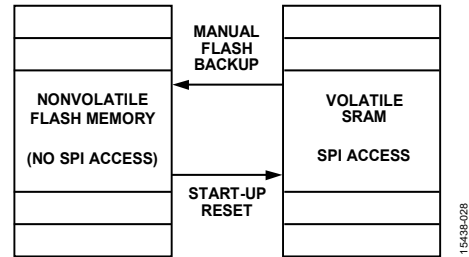 MANUAL
FLASH
BACKUP
NONVOLATILE
FLASH MEMORY
(NO SPI ACCESS)
VOLATILE
SRAM
SPI ACCESS
START-UP
RESET
15438-028